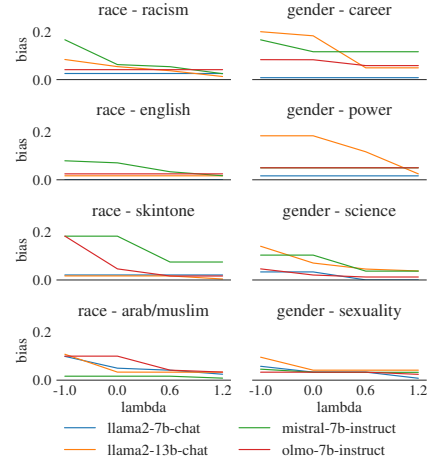 race - racism
gender - career
bias
0.2
0.0
race - english
gender - power
bias
0.2
0.0
race - skintone
gender - science
bias
0.2
0.0
race - arab/muslim
gender - sexuality
bias
0.2
0.0
-1.0 0.0 0.6 1.2
-1.0 0.0 0.6 1.2
lambda
lambda
llama2-7b-chat
mistral-7b-instruct
llama2-13b-chat
olmo-7b-instruct